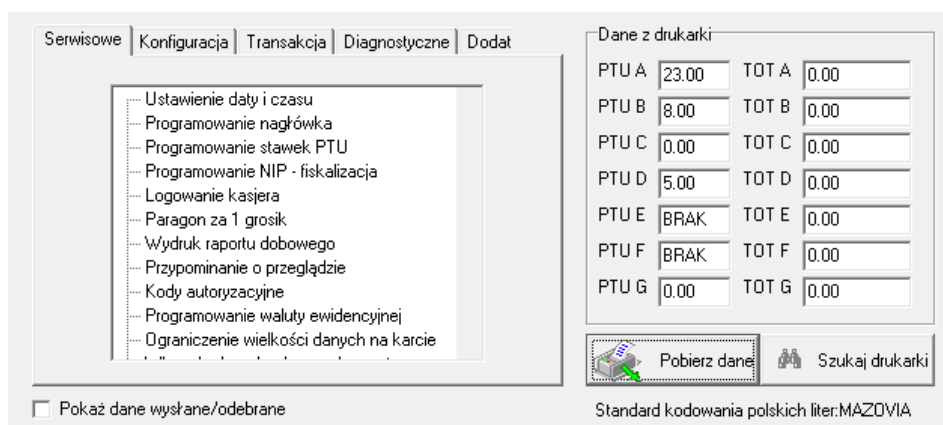 Serwisowe Konfiguracja Transakcja Diagnostyczne Dodat
Ustawienie daty i czasu
Programowanie nagłówka
Programowanie stawek PTU
Programowanie NIP - fiskalizacja
Logowanie kasjera
Paragon za 1 grosik
Wydruk raportu dobowego
Przypominanie o przeglądzie
Kody autoryzacyjne
Programowanie waluty ewidencyjnej
Ograniczenie wielkości danych na karcie
Pokaż dane wysłane/odebrane
Dane z drukarki
PTU A 23.00 TOT A 0.00
PTU B 8.00 TOT B 0.00
PTU C 0.00 TOT C 0.00
PTU D 5.00 TOT D 0.00
PTU E BRAK TOT E 0.00
PTU F BRAK TOT F 0.00
PTU G 0.00 TOT G 0.00
Pobierz dane Szukaj drukarki
Standard kodowania polskich liter:MAZOVIA